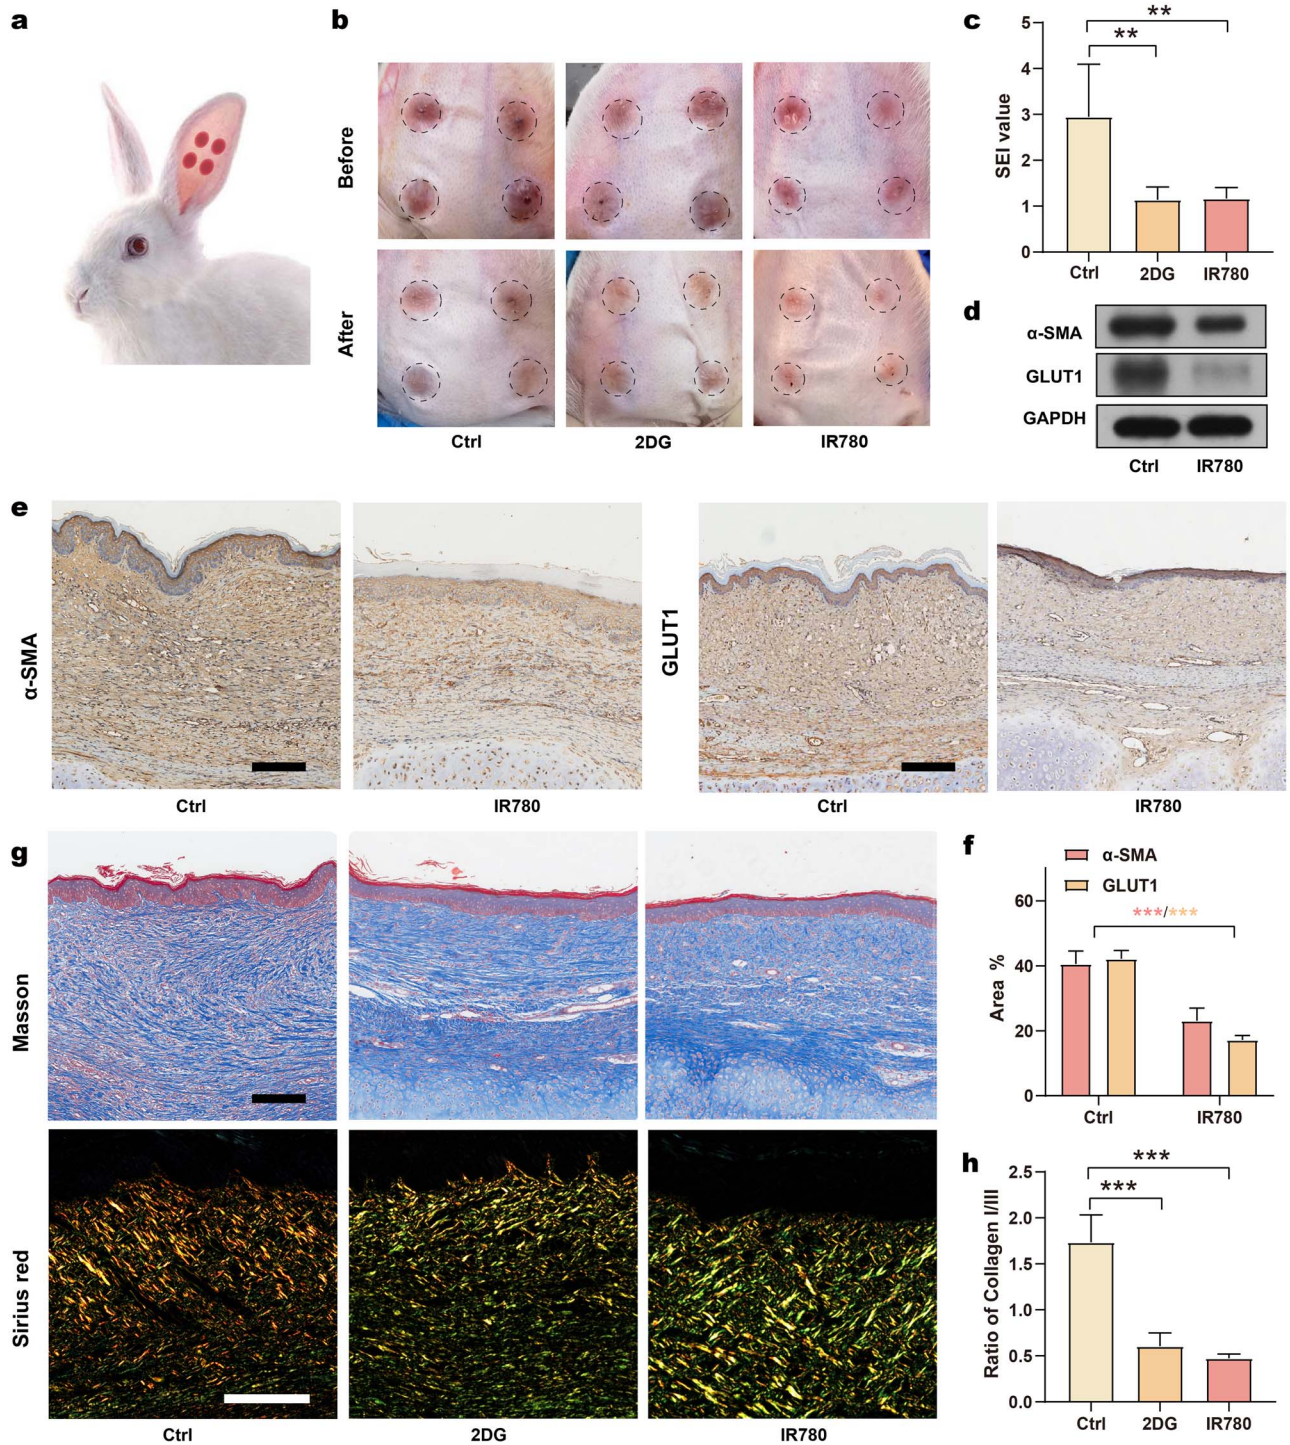 a
b
Before
After
Ctrl
2DG
IR780
c
SEI value
5
4
3
2
1
0
**
**
Ctrl
2DG
IR780
d
α-SMA
GLUT1
GAPDH
Ctrl
IR780
e
α-SMA
Ctrl
IR780
GLUT1
Ctrl
IR780
g
Masson
Sirius red
Ctrl
2DG
IR780
f
α-SMA
GLUT1
***/***
Area %
60
40
20
0
Ctrl
IR780
h
Ratio of Collagen I/III
2.5
2.0
1.5
1.0
0.5
0.0
***
***
Ctrl
2DG
IR780